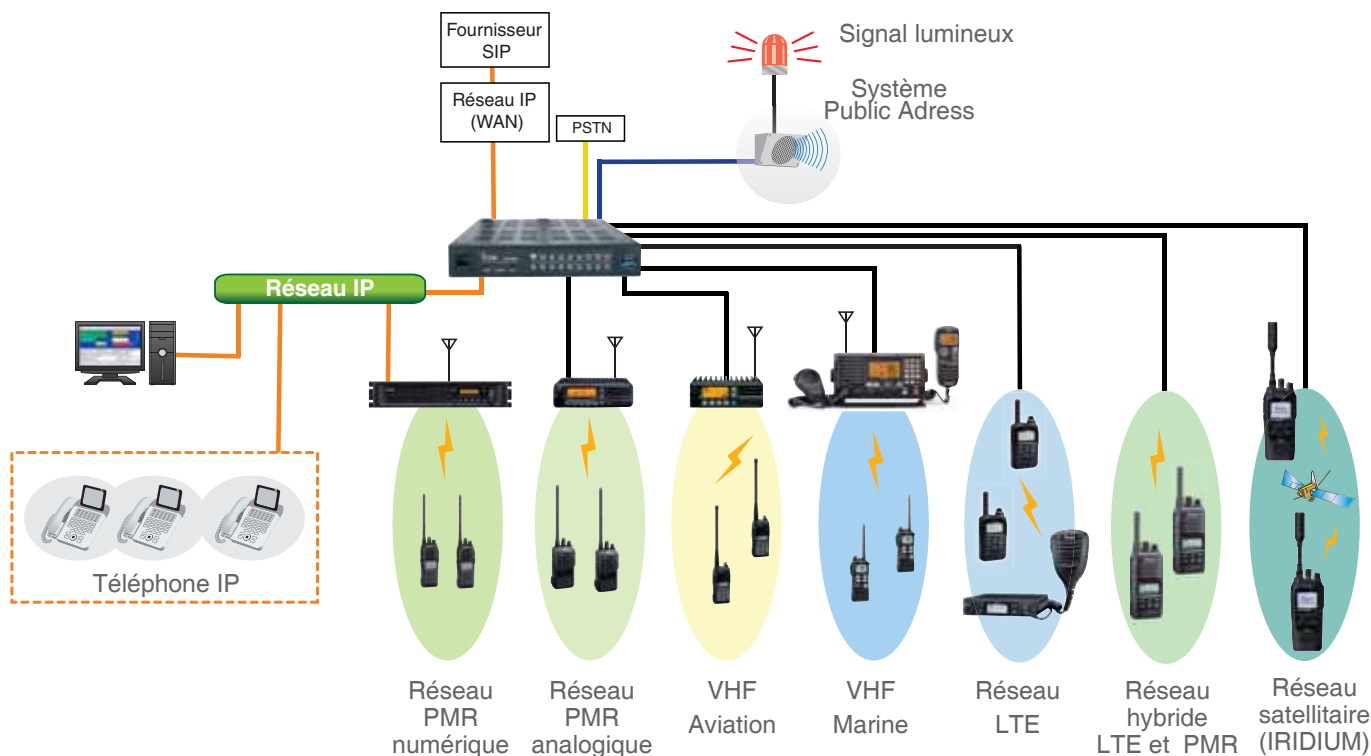 Fournisseur
SIP
Réseau IP
(WAN)
PSTN
Signal lumineux
Système
Public Adress
Réseau IP
Téléphone IP
Réseau
PMR
numérique
Réseau
PMR
analogique
VHF
Aviation
VHF
Marine
Réseau
LTE
Réseau
hybride
LTE et PMR
Réseau
satellitaire
(IRIDIUM)